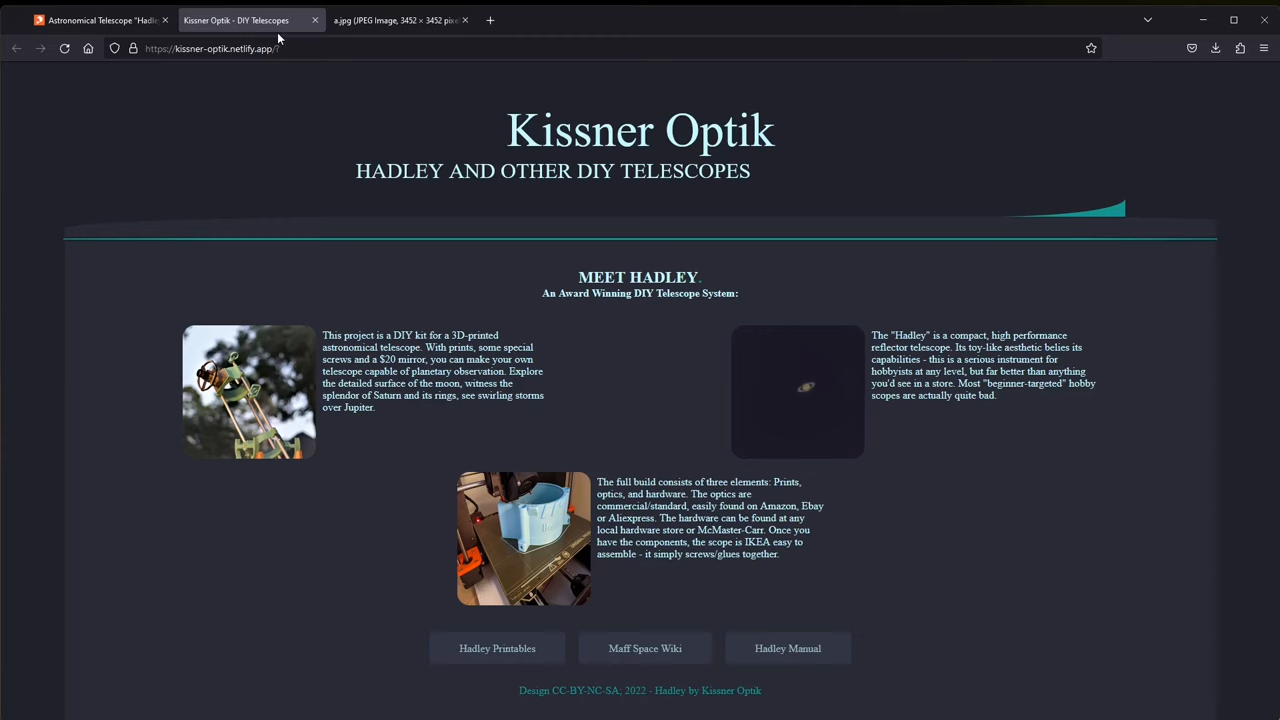 Astronomical Telescope "Hadle
Kissner Optik - DIY Telescopes
a.jpg (JPEG Image, 3452 × 3452 pixel
https://kissner-optik.netlify.app/?
Kissner Optik
HADLEY AND OTHER DIY TELESCOPES
MEET HADLEY.
An Award Winning DIY Telescope System:
This project is a DIY kit for a 3D-printed
astronomical telescope. With prints, some special
screws and a $20 mirror, you can make your own
telescope capable of planetary observation. Explore
the detailed surface of the moon, witness the
splendor of Saturn and its rings, see swirling storms
over Jupiter.
The "Hadley" is a compact, high performance
reflector telescope. Its toy-like aesthetic belies its
capabilities - this is a serious instrument for
hobbyists at any level, but far better than anything
you'd see in a store. Most "beginner-targeted" hobby
scopes are actually quite bad.
The full build consists of three elements: Prints,
optics, and hardware. The optics are
commercial/standard, easily found on Amazon, Ebay
or Aliexpress. The hardware can be found at any
local hardware store or McMaster-Carr. Once you
have the components, the scope is IKEA easy to
assemble - it simply screws/glues together.
Hadley Printables
Maff Space Wiki
Hadley Manual
Design CC-BY-NC-SA; 2022 - Hadley by Kissner Optik